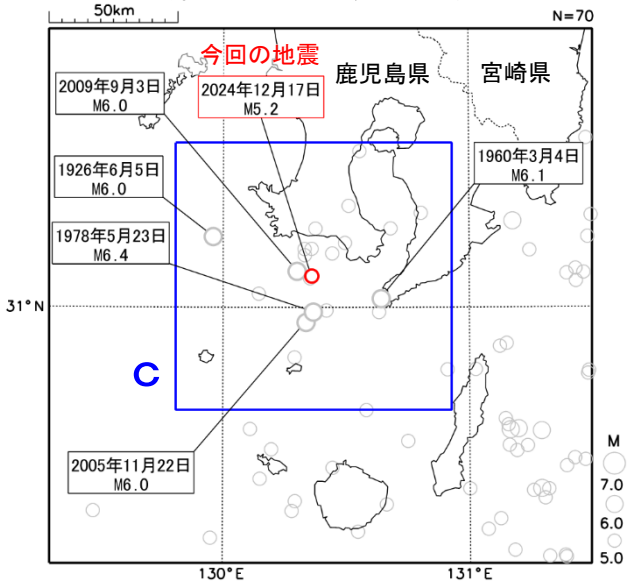 50km
N=70
今回の地震
鹿児島県
宮崎県
2009年9月3日
M6.0
2024年12月17日
M5.2
1926年6月5日
M6.0
1960年3月4日
M6.1
1978年5月23日
M6.4
31°N
C
2005年11月22日
M6.0
M
7.0
6.0
5.0
130°E
131°E